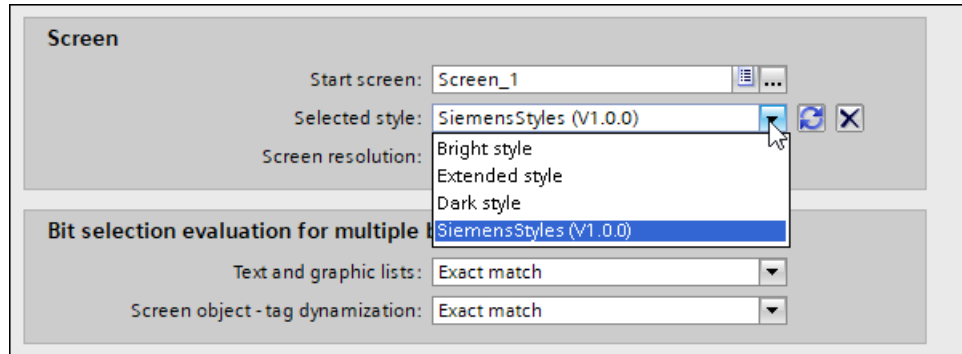 Screen
Start screen: Screen_1 ...
Selected style: SiemensStyles (V1.0.0)
Screen resolution: Bright style
Extended style
Dark style
SiemensStyles (V1.0.0)
Bit selection evaluation for multiple
Text and graphic lists: Exact match
Screen object - tag dynamization: Exact match